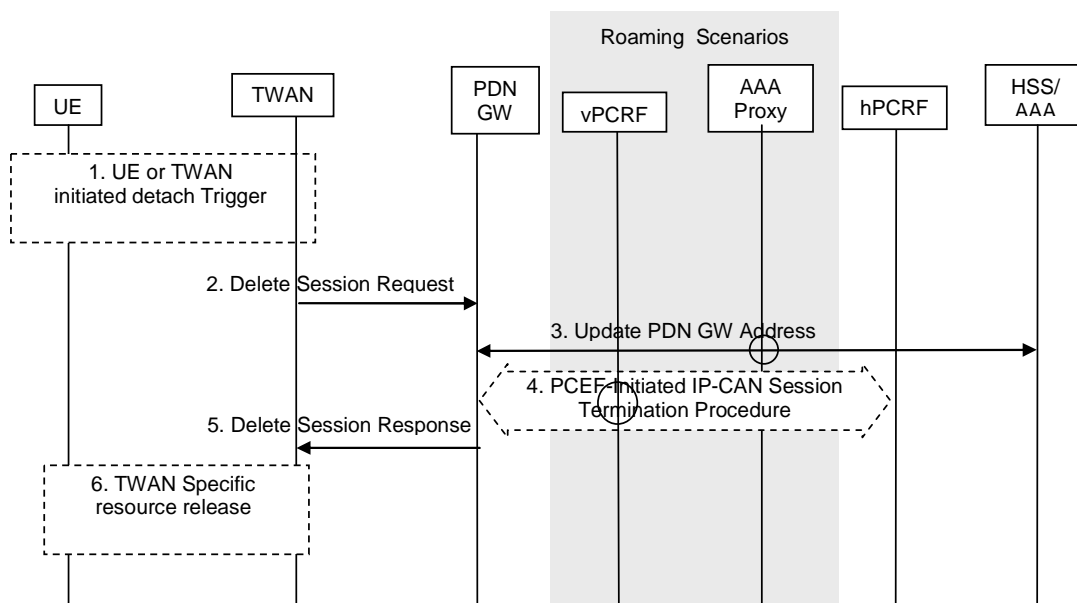 Roaming Scenarios
UE
TWAN
PDN
GW
vPCRF
AAA
Proxy
hPCRF
HSS/
AAA
1. UE or TWAN
initiated detach Trigger
2. Delete Session Request
3. Update PDN GW Address
4. PCEF-Initiated IP-CAN Session
Termination Procedure
5. Delete Session Response
6. TWAN Specific
resource release